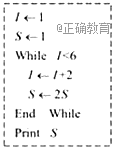 I ← 1
S ← 1
While I<6
I ← I+2
S ← 2S
End While
Print S
@正确教育